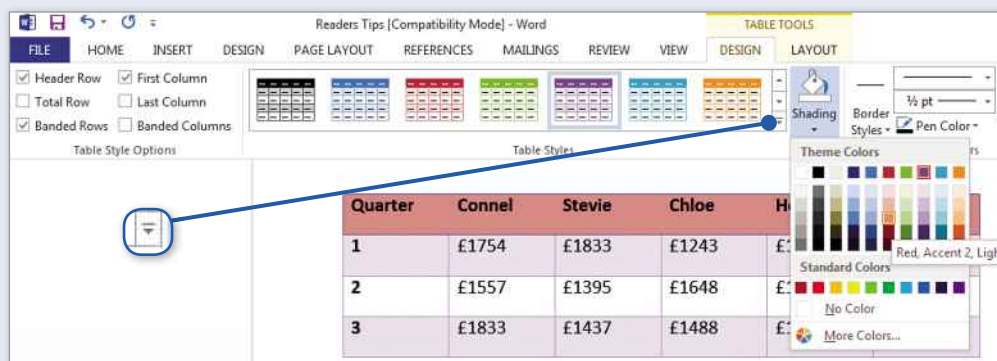 Readers Tips [Compatibility Mode] - Word
TABLE TOOLS
FILE HOME INSERT DESIGN PAGE LAYOUT REFERENCES MAILINGS REVIEW VIEW DESIGN LAYOUT
Header Row First Column
Total Row Last Column
Banded Rows Banded Columns
Table Style Options
Table Styles
Shading
Border
Styles
½ pt
Pen Color
rs
Theme Colors
Red, Accent 2, Ligh
Standard Colors
No Color
More Colors...
Quarter Connel Stevie Chloe H
1 £1754 £1833 £1243 £
2 £1557 £1395 £1648 £
3 £1833 £1437 £1488 £